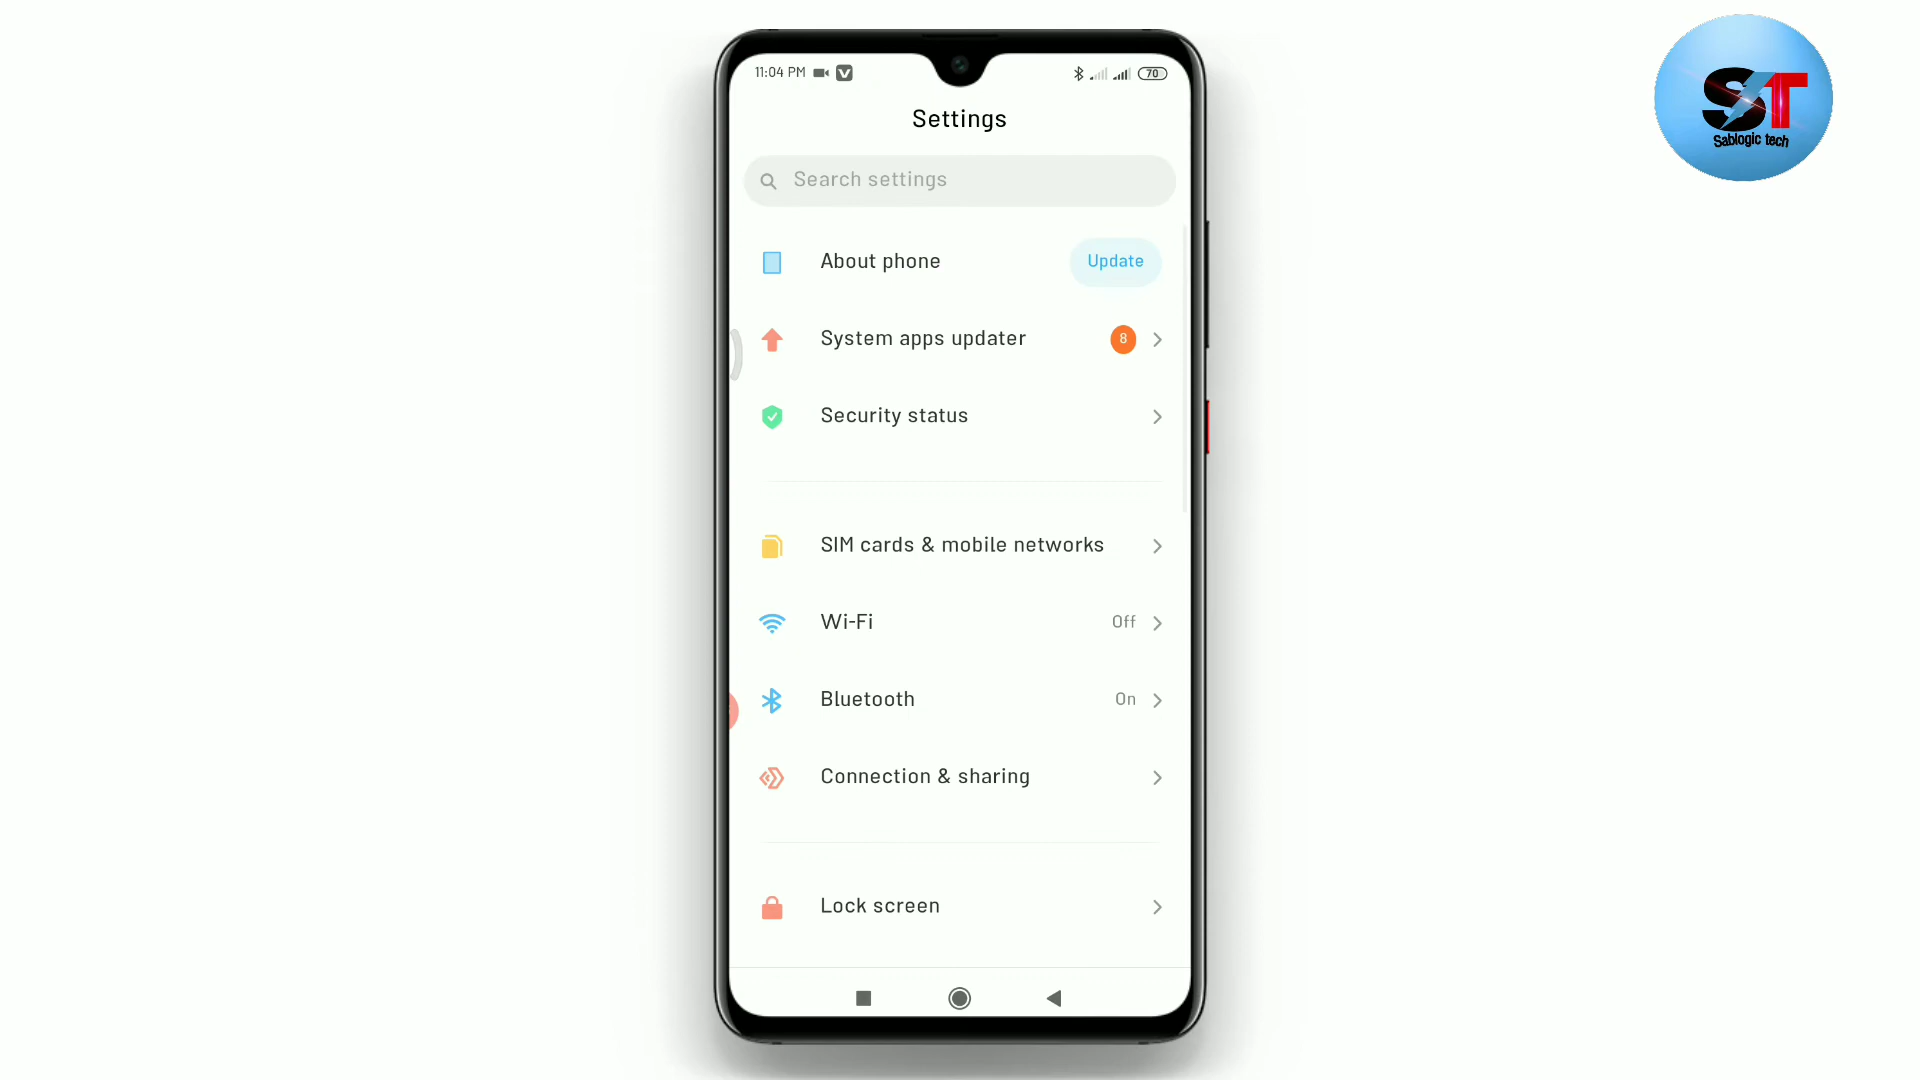 11:04 PM
70
Settings
Search settings
About phone
Update
System apps updater
8
Security status
SIM cards & mobile networks
Wi-Fi
Off
Bluetooth
On
Connection & sharing
Lock screen
ST
Sablogic tech